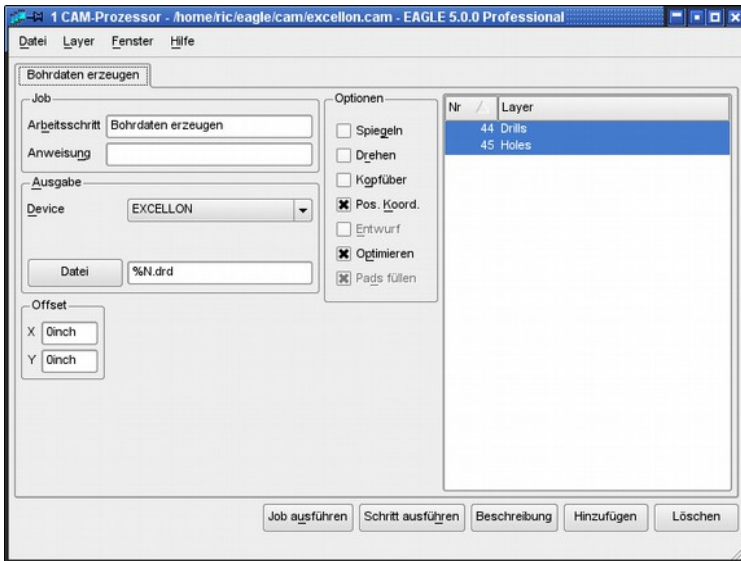 1 CAM-Prozessor - /home/ric/eagle/cam/excellon.cam - EAGLE 5.0.0 Professional
Datei Layer Fenster Hilfe
Bohrdaten erzeugen
Job
Arbeitsschritt Bohrdaten erzeugen
Anweisung
Ausgabe
Device EXCELLON
Datei %N.drd
Offset
X 0inch
Y 0inch
Optionen
Spiegeln
Drehen
Kopfüber
Pos. Koord.
Entwurf
Optimieren
Pads füllen
Nr Layer
44 Drills
45 Holes
Job ausführen Schritt ausführen Beschreibung Hinzufügen Löschen